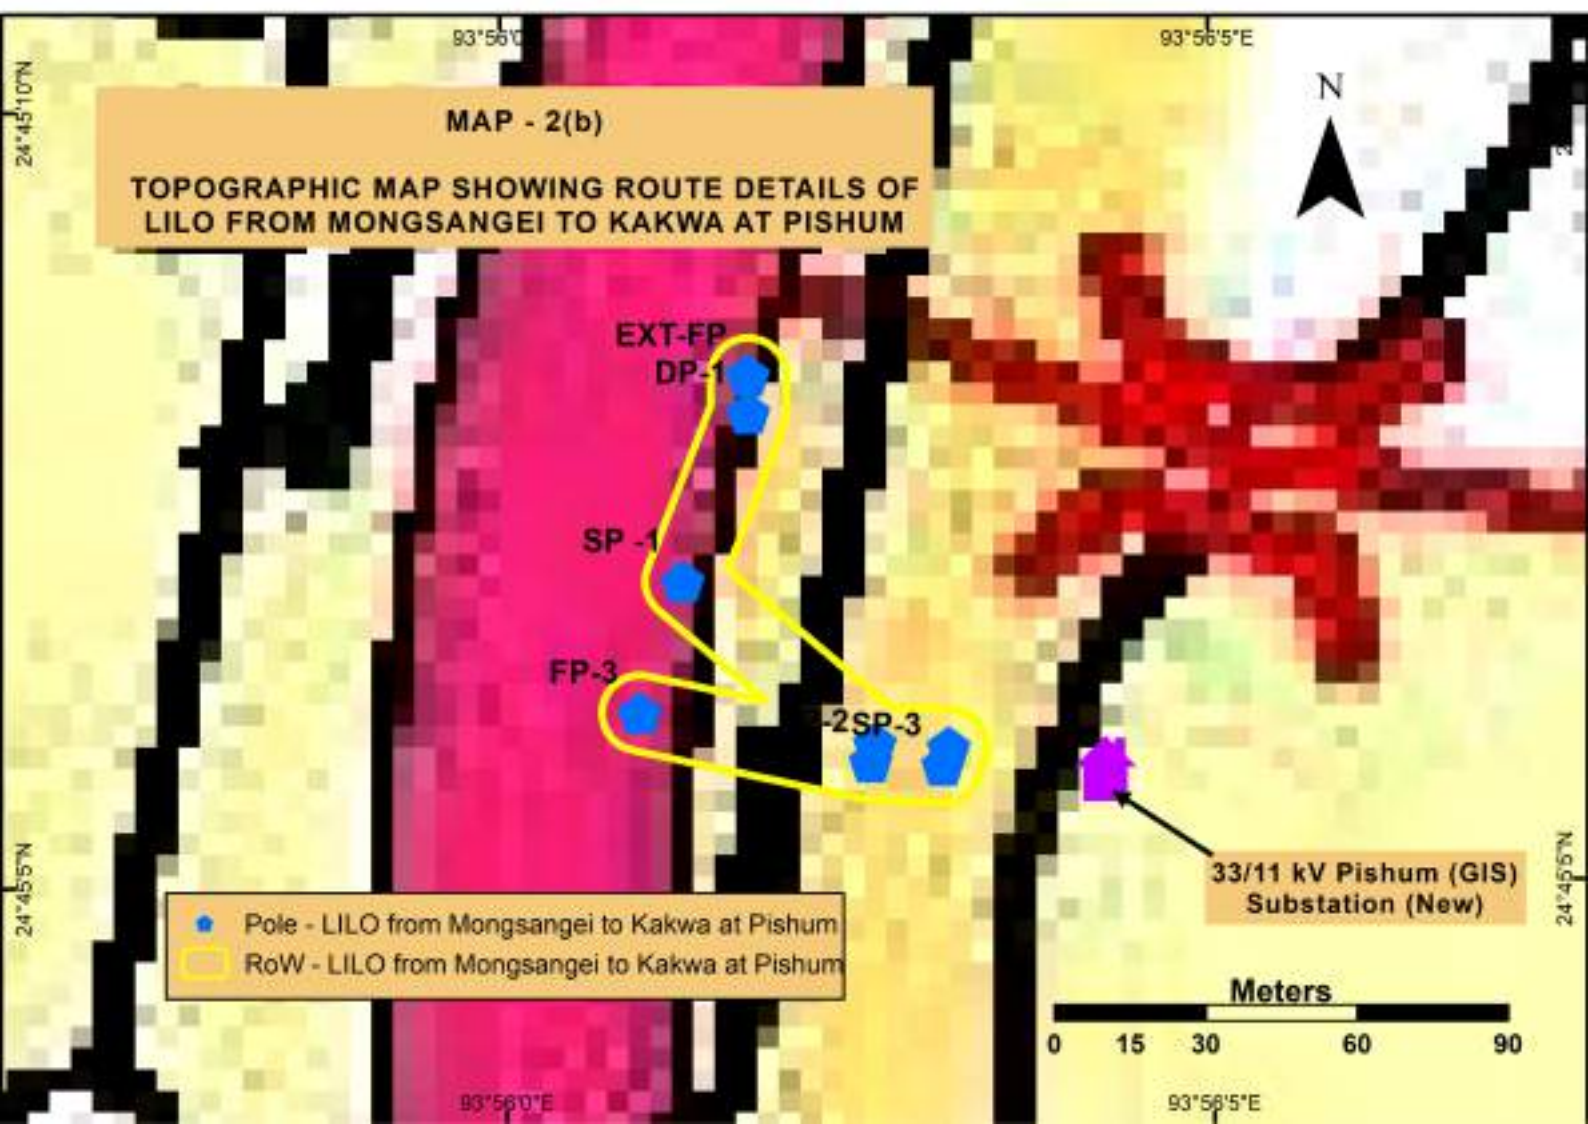 93°56'0
93°56'5"E
24°45'10"N
N
MAP - 2(b)
TOPOGRAPHIC MAP SHOWING ROUTE DETAILS OF
LILO FROM MONGSANGEI TO KAKWA AT PISHUM
EXT-FP
DP-1
SP -1
FP-3
-2
SP-3
24°45'5"N
24°45'5"N
33/11 kV Pishum (GIS)
Substation (New)
Pole - LILO from Mongsangei to Kakwa at Pishum
RoW - LILO from Mongsangei to Kakwa at Pishum
Meters
0 15 30 60 90
93°56'0"E
93°56'5"E